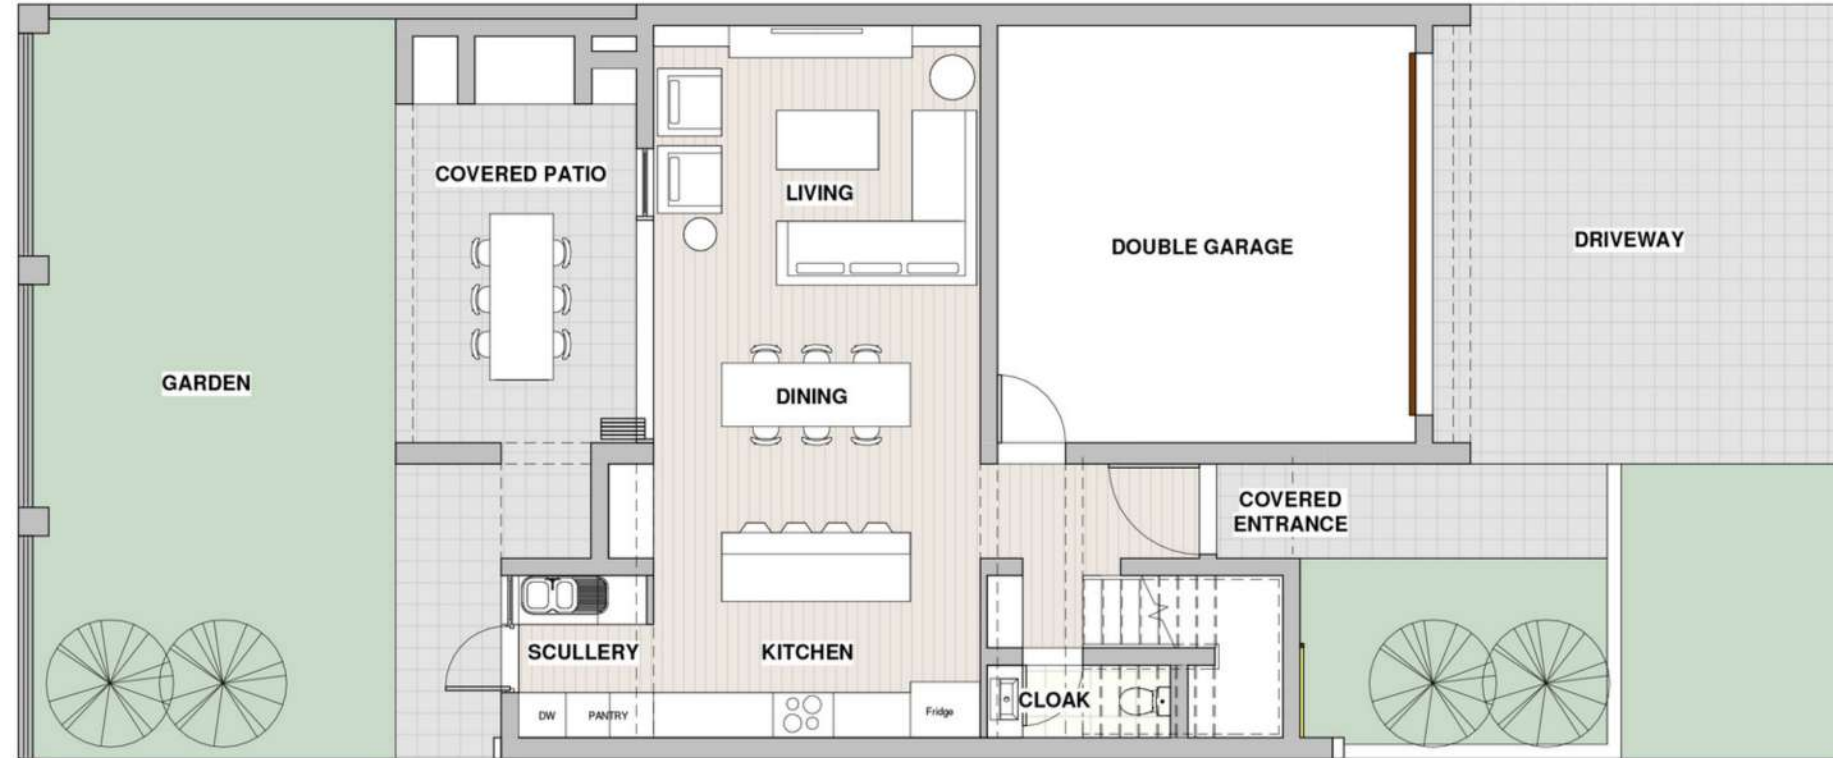 COVERED PATIO
LIVING
DOUBLE GARAGE
DRIVEWAY
GARDEN
DINING
COVERED
ENTRANCE
SCULLERY
KITCHEN
CLOAK
DW
PANTRY
Fridge